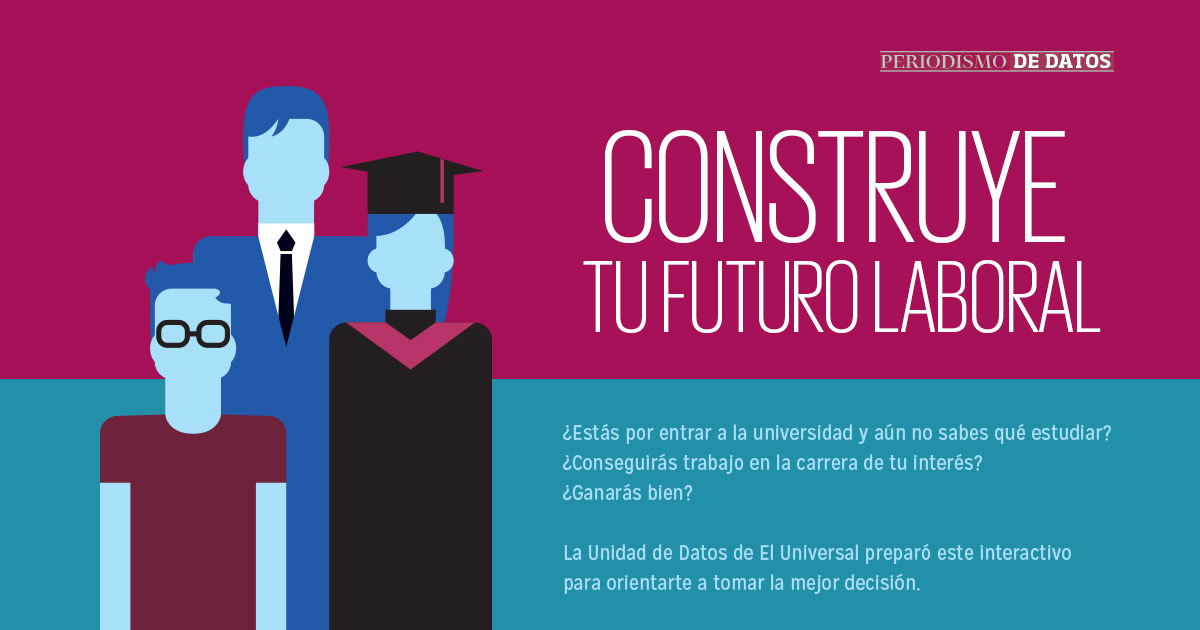 PERIODISMO DE DATOS
CONSTRUYE
TU FUTURO LABORAL
¿Estás por entrar a la universidad y aún no sabes qué estudiar?
¿Conseguirás trabajo en la carrera de tu interés?
¿Ganarás bien?
La Unidad de Datos de El Universal preparó este interactivo
para orientarte a tomar la mejor decisión.